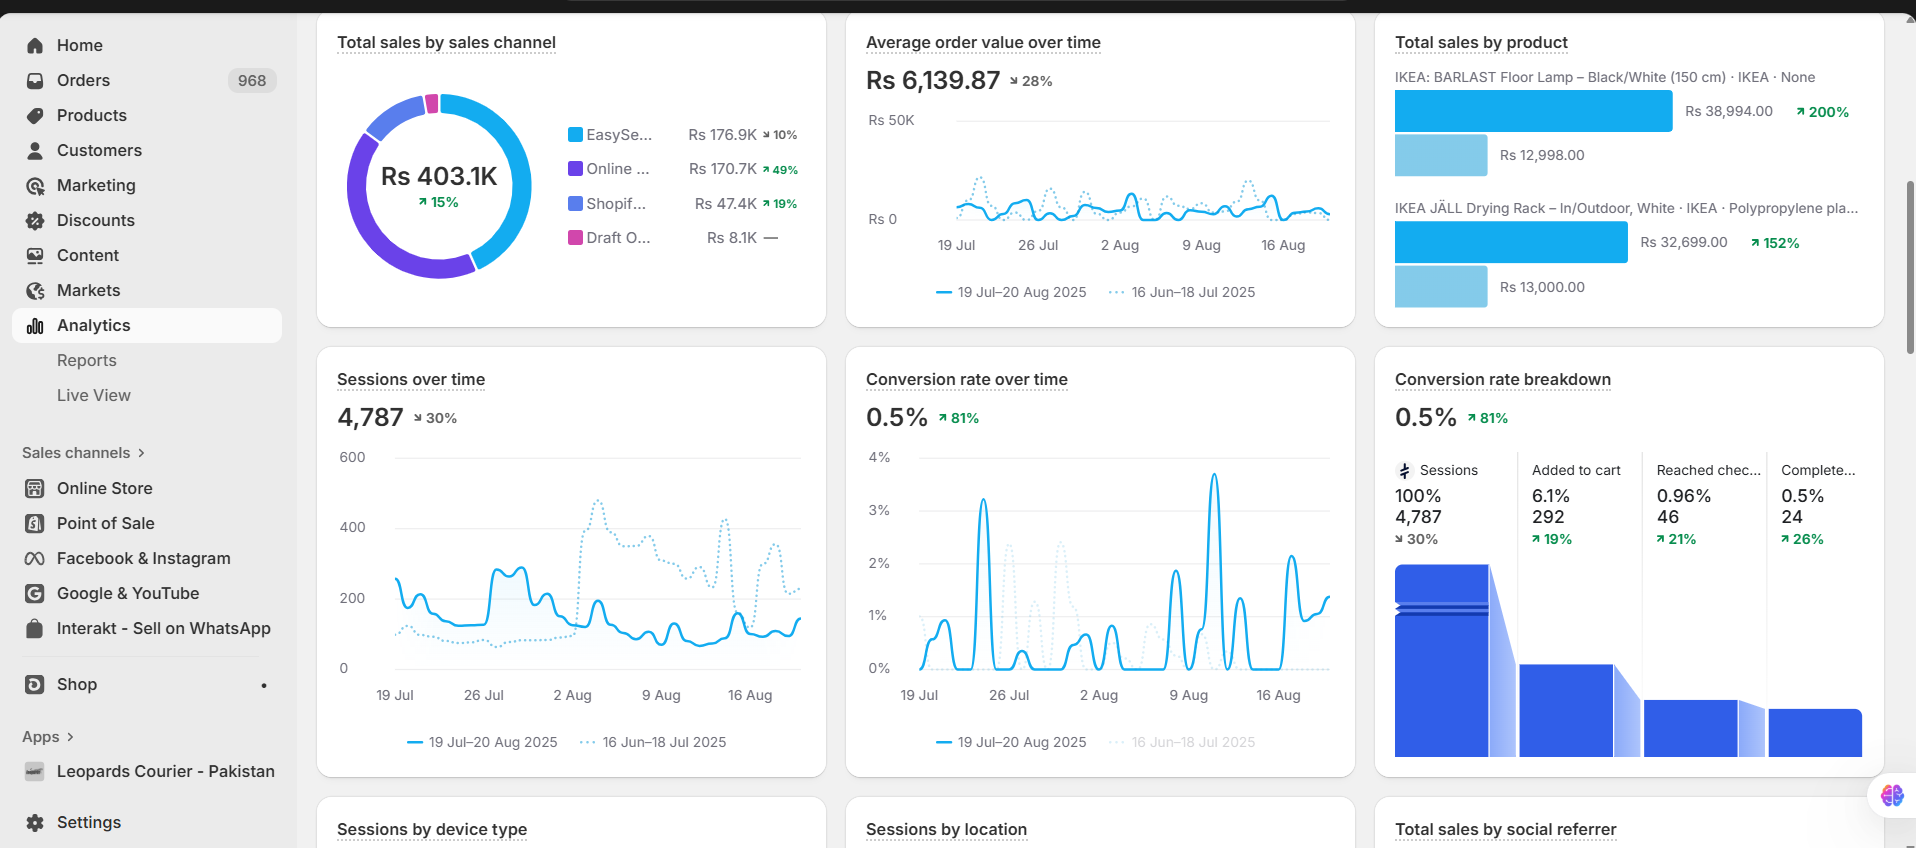 Home
Orders 968
Products
Customers
Marketing
Discounts
Content
Markets
Analytics
Reports
Live View
Sales channels
Online Store
Point of Sale
Facebook & Instagram
Google & YouTube
Interakt - Sell on WhatsApp
Shop
Apps
Leopards Courier - Pakistan
Settings
Total sales by sales channel
Rs 403.1K
15%
EasySe... Rs 176.9K 10%
Online ... Rs 170.7K 49%
Shopif... Rs 47.4K 19%
Draft O... Rs 8.1K —
Average order value over time
Rs 6,139.87 28%
Rs 50K
Rs 0
19 Jul 26 Jul 2 Aug 9 Aug 16 Aug
19 Jul–20 Aug 2025 16 Jun–18 Jul 2025
Total sales by product
IKEA: BARLAST Floor Lamp – Black/White (150 cm) · IKEA · None
Rs 38,994.00 200%
Rs 12,998.00
IKEA JÄLL Drying Rack – In/Outdoor, White · IKEA · Polypropylene pla...
Rs 32,699.00 152%
Rs 13,000.00
Sessions over time
4,787 30%
600
400
200
0
19 Jul 26 Jul 2 Aug 9 Aug 16 Aug
19 Jul–20 Aug 2025 16 Jun–18 Jul 2025
Conversion rate over time
0.5% 81%
4%
3%
2%
1%
0%
19 Jul 26 Jul 2 Aug 9 Aug 16 Aug
19 Jul–20 Aug 2025 16 Jun–18 Jul 2025
Conversion rate breakdown
0.5% 81%
Sessions Added to cart Reached chec... Complete...
100% 6.1% 0.96% 0.5%
4,787 292 46 24
30% 19% 21% 26%
Sessions by device type
Sessions by location
Total sales by social referrer